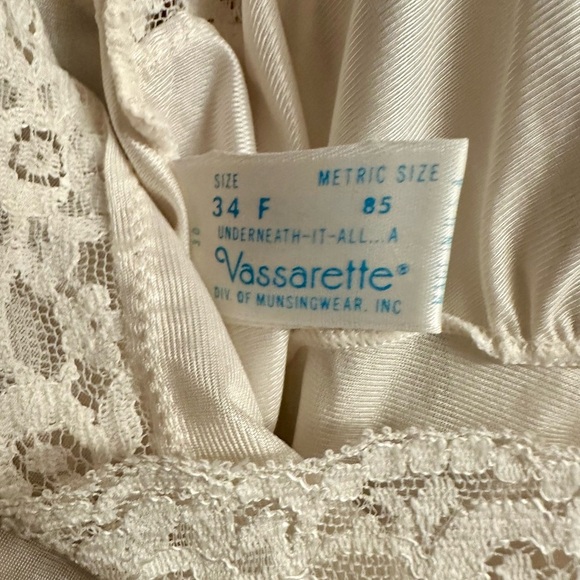 SIZE METRIC SIZE
34 F 85
UNDERNEATH-IT-ALL...A
Vassarette®
DIV. OF MUNSINGWEAR, INC